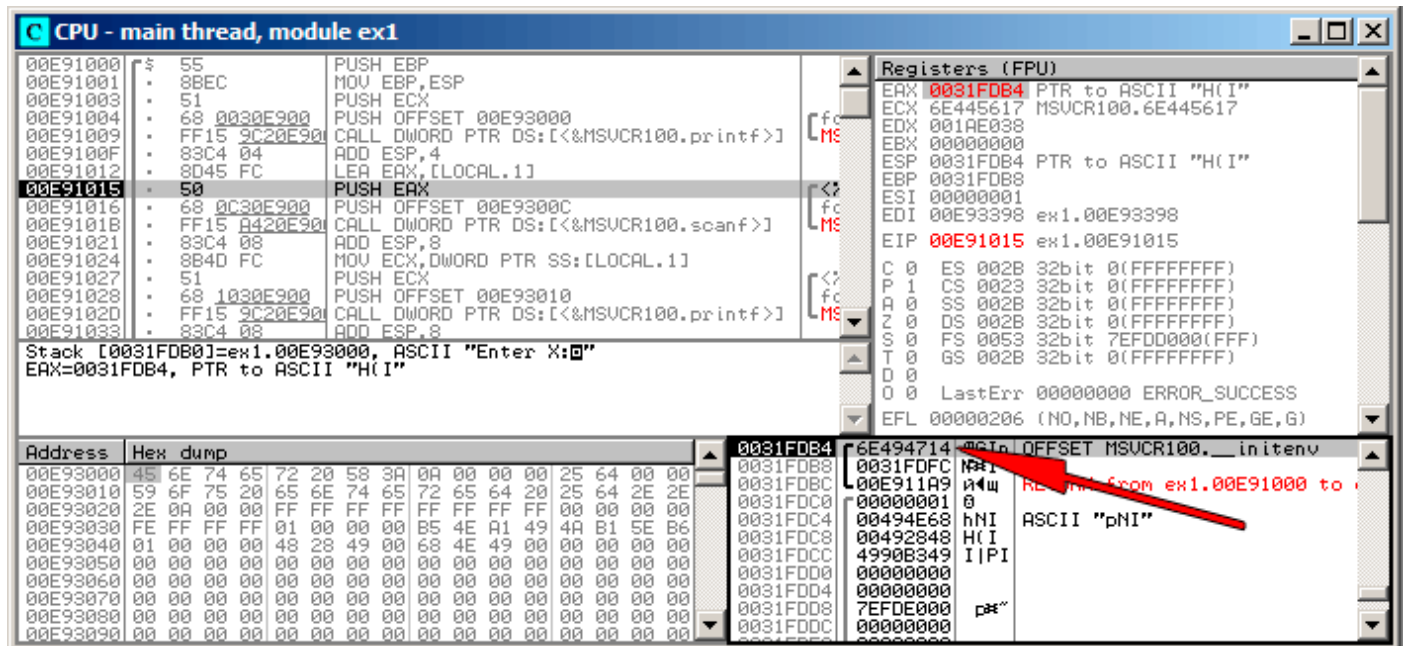 C CPU - main thread, module ex1
00E91000 $ 55 PUSH EBP
00E91001 . 8BEC MOV EBP,ESP
00E91003 . 51 PUSH ECX
00E91004 . 68 0030E900 PUSH OFFSET 00E93000
00E91009 . FF15 9C20E900 CALL DWORD PTR DS:[<&MSVCR100.printf>]
00E9100F . 83C4 04 ADD ESP,4
00E91012 . 8D45 FC LEA EAX,[LOCAL.1]
00E91015 . 50 PUSH EAX
00E91016 . 68 0C30E900 PUSH OFFSET 00E9300C
00E9101B . FF15 A420E900 CALL DWORD PTR DS:[<&MSVCR100.scanf>]
00E91021 . 83C4 08 ADD ESP,8
00E91024 . 8B4D FC MOV ECX,DWORD PTR SS:[LOCAL.1]
00E91027 . 51 PUSH ECX
00E91028 . 68 1030E900 PUSH OFFSET 00E93010
00E9102D . FF15 9C20E900 CALL DWORD PTR DS:[<&MSVCR100.printf>]
00E91033 . 83C4 08 ADD ESP,8
Stack [0031FDB0]=ex1.00E93000, ASCII "Enter X:"
EAX=0031FDB4, PTR to ASCII "H(I"
Registers (FPU)
EAX 0031FDB4 PTR to ASCII "H(I"
ECX 6E445617 MSVCR100.6E445617
EDX 001AE038
EBX 00000000
ESP 0031FDB4 PTR to ASCII "H(I"
EBP 0031FDB8
ESI 00000001
EDI 00E93398 ex1.00E93398
EIP 00E91015 ex1.00E91015
C 0 ES 002B 32bit 0(FFFFFFFF)
P 1 CS 0023 32bit 0(FFFFFFFF)
A 0 SS 002B 32bit 0(FFFFFFFF)
Z 0 DS 002B 32bit 0(FFFFFFFF)
S 0 FS 0053 32bit 7EFDD000(FFF)
T 0 GS 002B 32bit 0(FFFFFFFF)
D 0
O 0 LastErr 00000000 ERROR_SUCCESS
EFL 00000206 (NO,NB,NE,A,NS,PE,GE,G)
Address Hex dump
00E93000 45 6E 74 65 72 20 58 3A 0A 00 00 00 25 64 00 00
00E93010 59 6F 75 20 65 6E 74 65 72 65 64 20 25 64 2E 2E
00E93020 2E 0A 00 00 FF FF FF FF FF FF FF FF 00 00 00 00
00E93030 FE FF FF FF 01 00 00 00 B5 4E A1 49 4A B1 5E B6
00E93040 01 00 00 00 48 28 49 00 68 4E 49 00 00 00 00 00
00E93050 00 00 00 00 00 00 00 00 00 00 00 00 00 00 00 00
00E93060 00 00 00 00 00 00 00 00 00 00 00 00 00 00 00 00
00E93070 00 00 00 00 00 00 00 00 00 00 00 00 00 00 00 00
00E93080 00 00 00 00 00 00 00 00 00 00 00 00 00 00 00 00
00E93090 00 00 00 00 00 00 00 00 00 00 00 00 00 00 00 00
0031FDB4 6E494714 OFFSET MSVCR100.__initenv
0031FDB8 0031FDFC
0031FDBC 00E911A9 from ex1.00E91000 to
0031FDC0 00000001
0031FDC4 00494E68 hNI ASCII "pNI"
0031FDC8 00492848 H(I
0031FDCC 4990B349 I|PI
0031FDD0 00000000
0031FDD4 00000000
0031FDD8 7EFDE000
0031FDDC 00000000